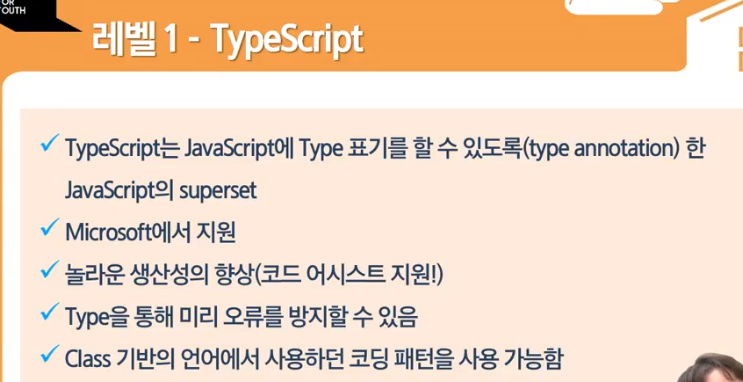 OUTH
레벨 1 - TypeScript
TypeScript는 JavaScript에 Type 표기를 할 수 있도록(type annotation) 한
JavaScript의 superset
Microsoft에서 지원
놀라운 생산성의 향상(코드 어시스트 지원!)
Type을 통해 미리 오류를 방지할 수 있음
Class 기반의 언어에서 사용하던 코딩 패턴을 사용 가능함